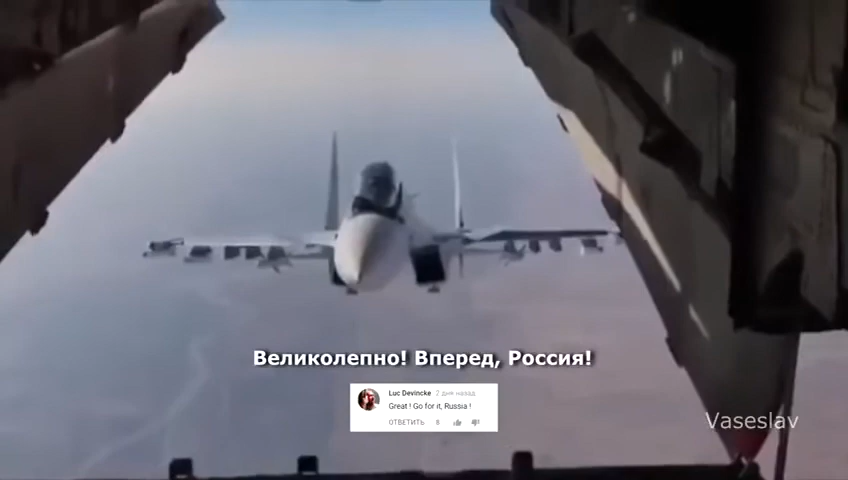 Великолепно! Вперед, Россия!
Luc Devincke 2 дня назад
Great ! Go for it, Russia !
ОТВЕТИТЬ 8
Vaseslav